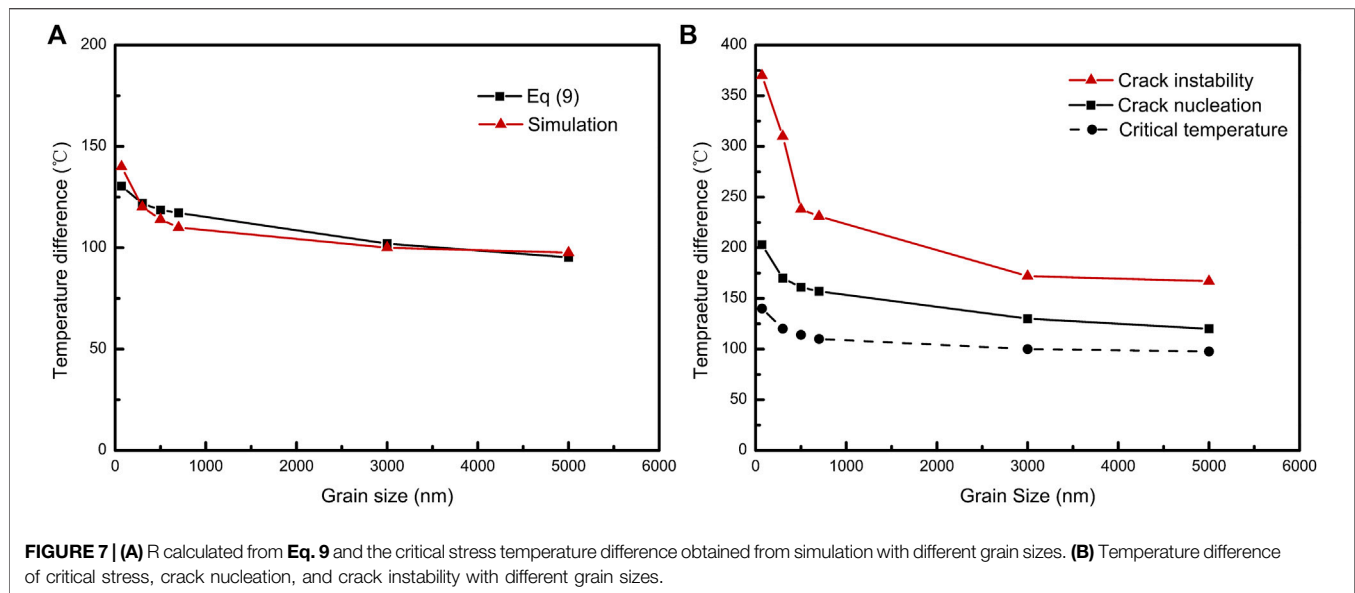 A
200
150
100
50
0
Temperature difference (℃)
Eq (9)
Simulation
0 1000 2000 3000 4000 5000 6000
Grain size (nm)
B
400
350
300
250
200
150
100
50
0
Tempraeture difference (℃)
Crack instability
Crack nucleation
Critical temperature
0 1000 2000 3000 4000 5000 6000
Grain Size (nm)
FIGURE 7 | (A) R calculated from Eq. 9 and the critical stress temperature difference obtained from simulation with different grain sizes. (B) Temperature difference
of critical stress, crack nucleation, and crack instability with different grain sizes.